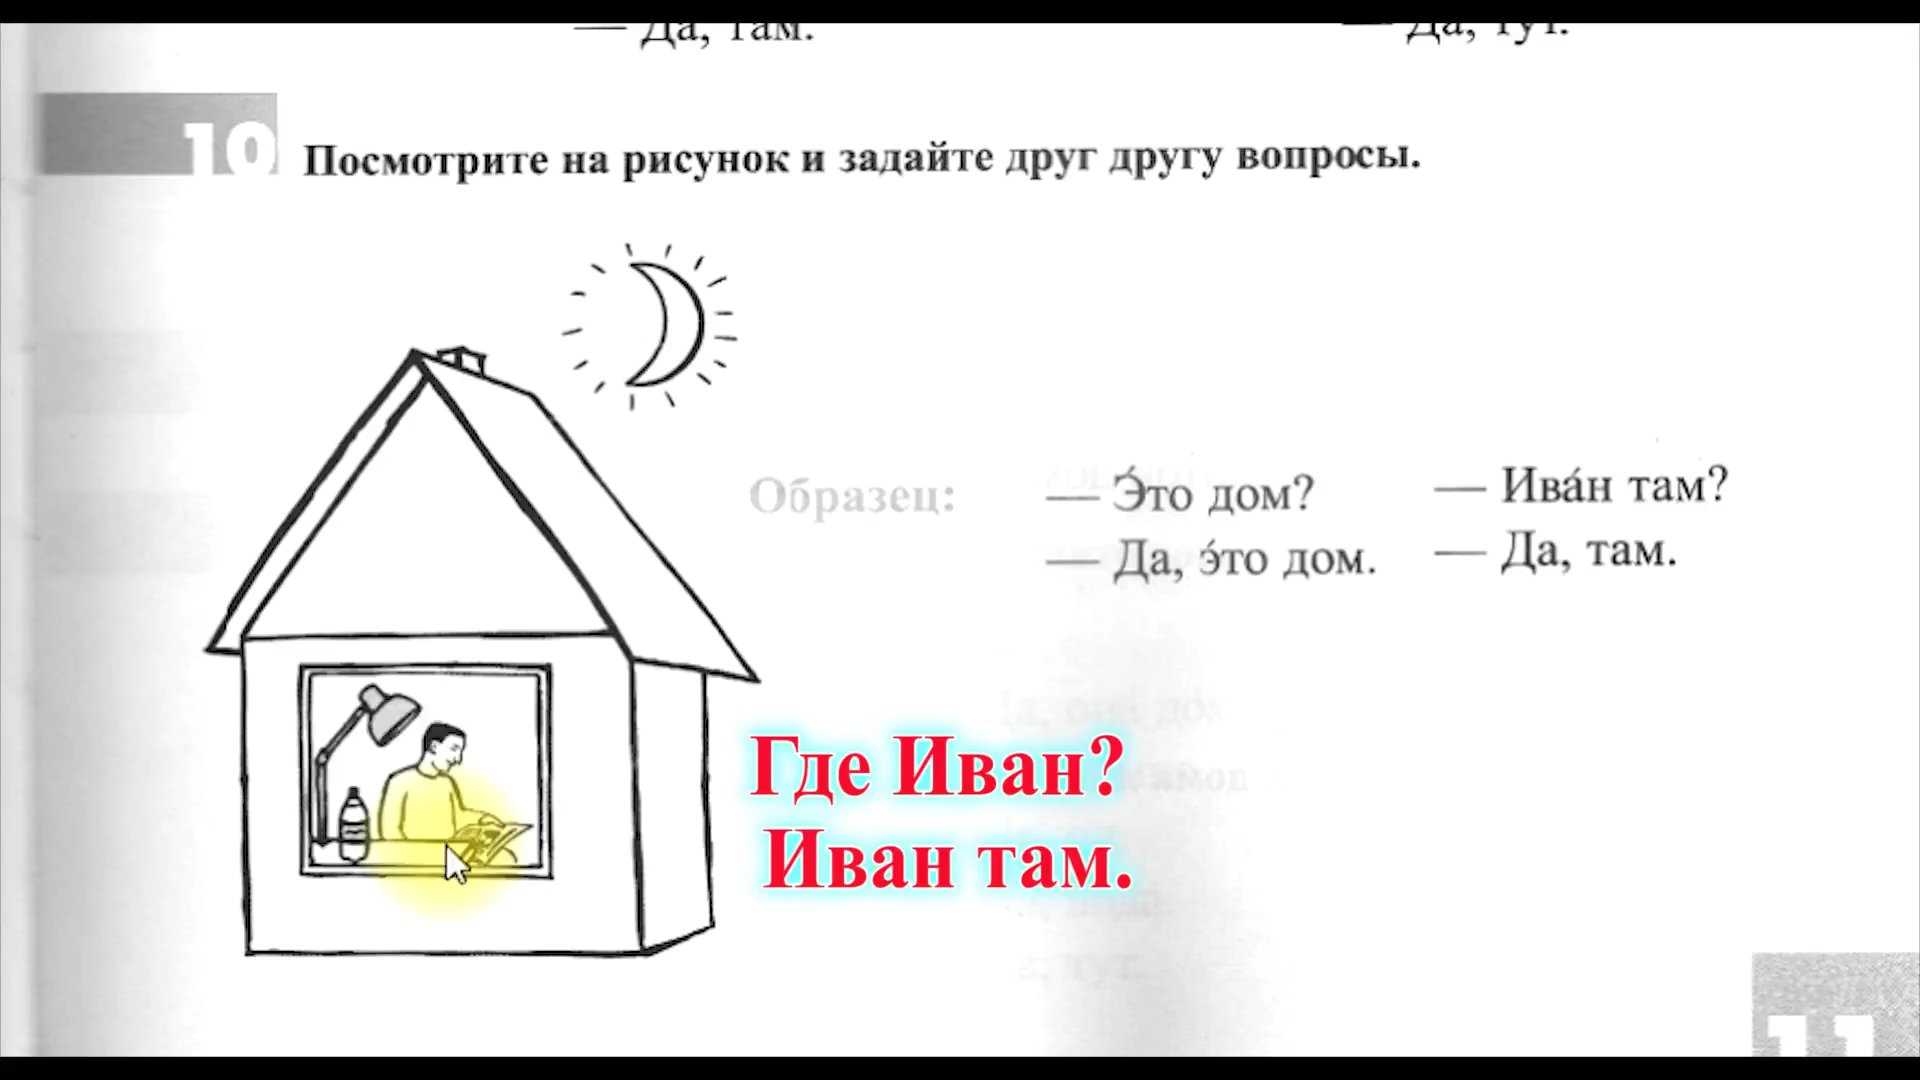 — Да, там.
— Да, тут.
10
Посмотрите на рисунок и задайте друг другу вопросы.
Образец:
— Э́то дом?
— Да, э́то дом.
— Ива́н там?
— Да, там.
Где Иван?
Иван там.
11